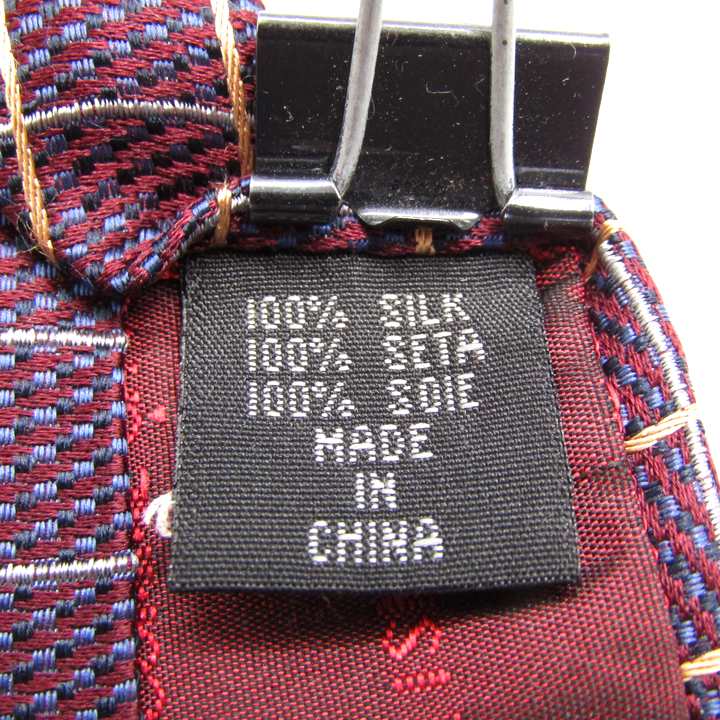 100% SILK
100% SETA
100% SOIE
MADE
IN
CHINA